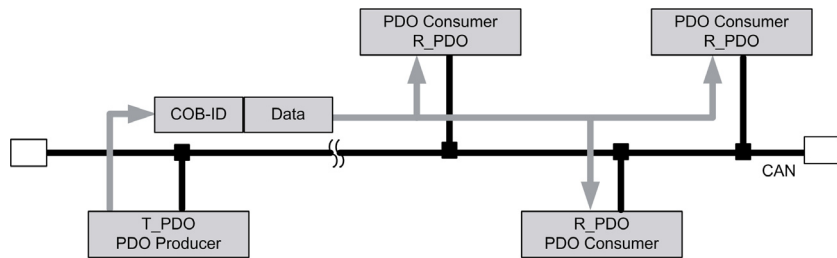 PDO Consumer
R_PDO
PDO Consumer
R_PDO
COB-ID
Data
CAN
T_PDO
PDO Producer
R_PDO
PDO Consumer